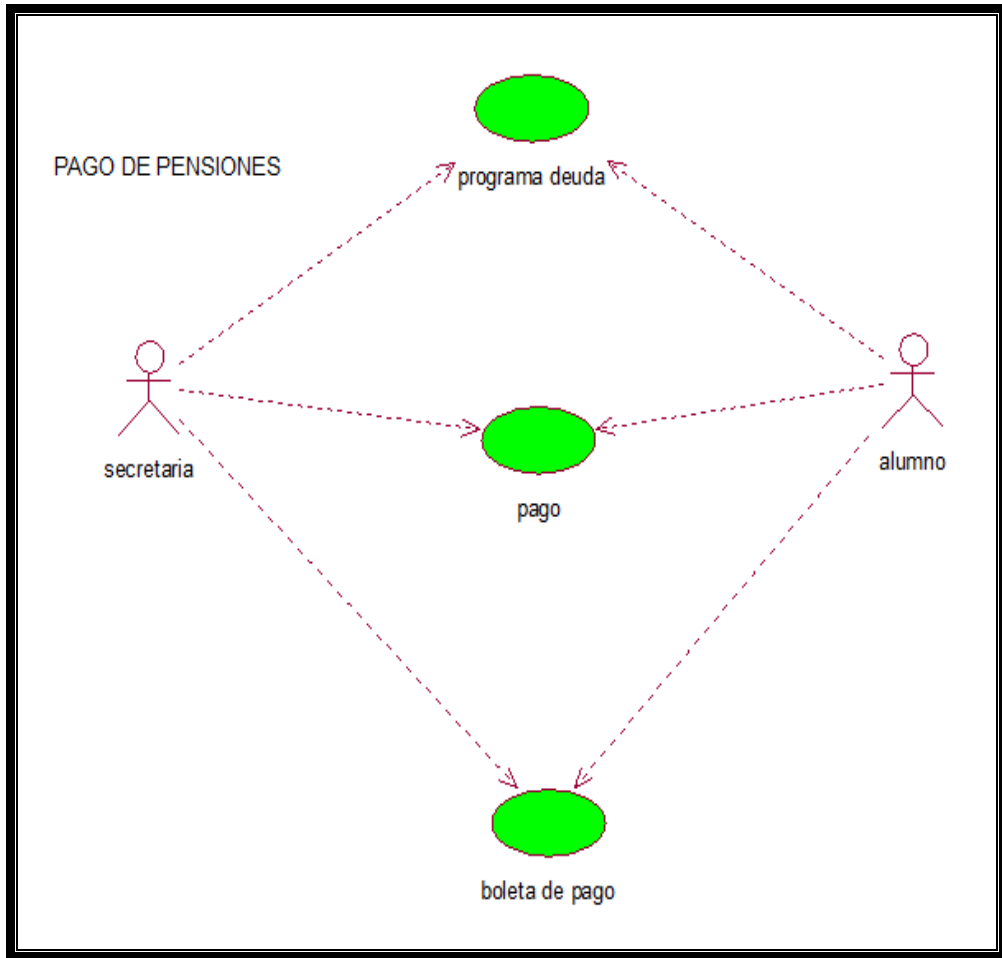 PAGO DE PENSIONES
programa deuda
secretaria
alumno
pago
boleta de pago